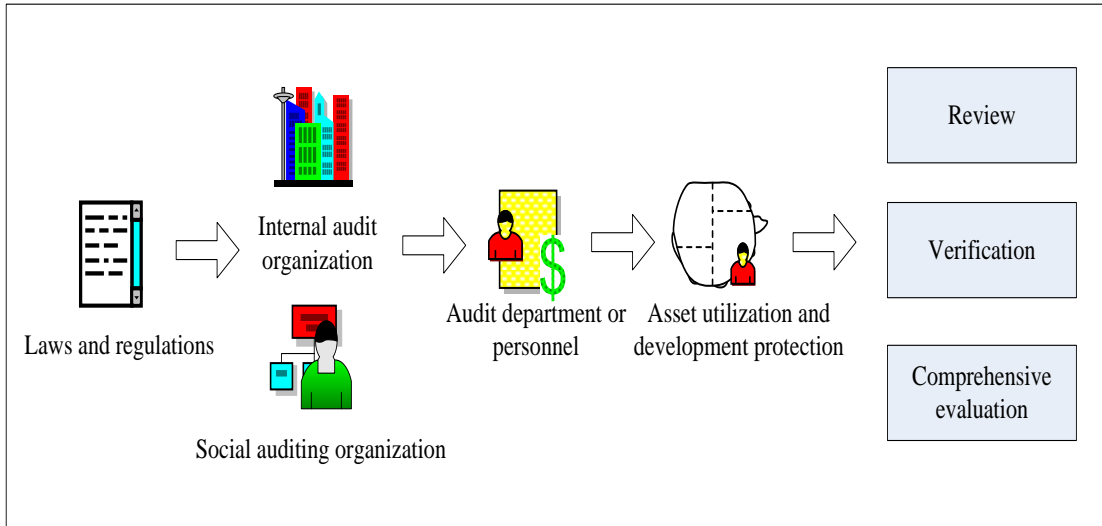 Laws and regulations
Internal audit
organization
Social auditing organization
Audit department or
personnel
$
Asset utilization and
development protection
Review
Verification
Comprehensive
evaluation